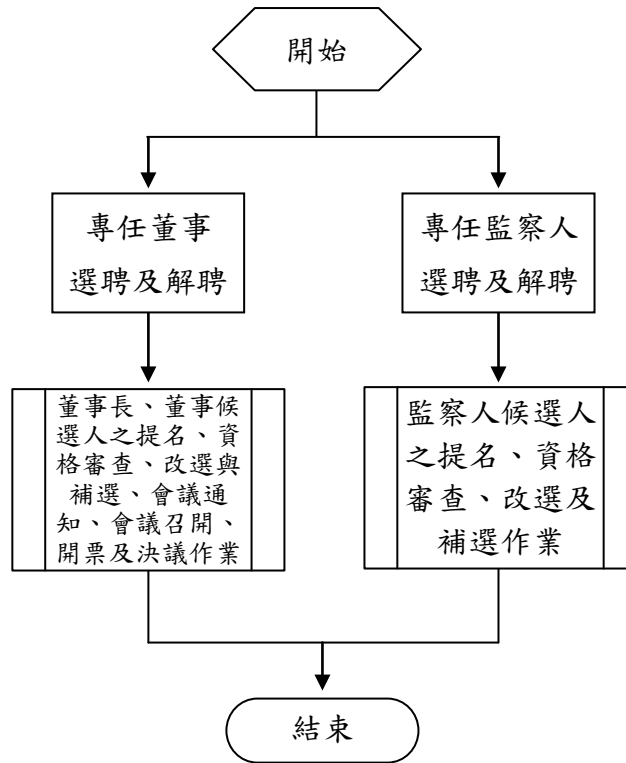 開始
專任董事
選聘及解聘
專任監察人
選聘及解聘
董事長、董事候
選人之提名、資
格審查、改選與
補選、會議通
知、會議召開、
開票及決議作業
監察人候選人
之提名、資格
審查、改選及
補選作業
結束